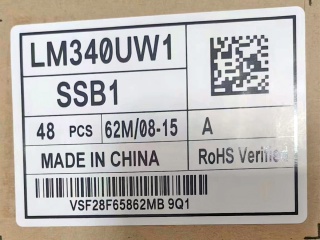 LM340UW1
SSB1
48 PCS 62M/08-15 A
MADE IN CHINA RoHS Verified
VSF28F65862MB 9Q1